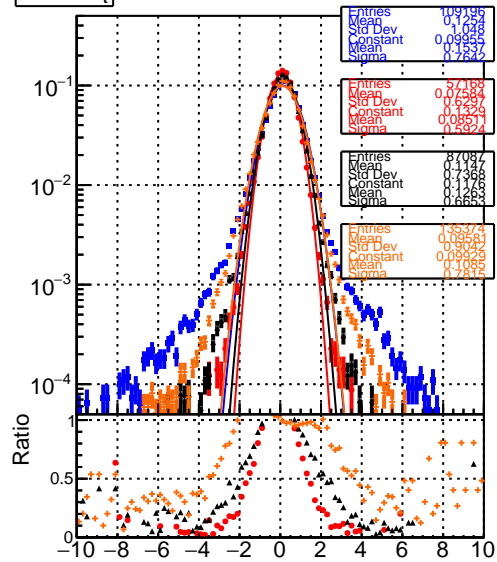 Entries 109196
Mean 0.1254
Std Dev 1.048
Constant 0.09955
Mean 0.1537
Sigma 0.7642
Entries 57168
Mean 0.07584
Std Dev 0.6297
Constant 0.1329
Mean 0.08511
Sigma 0.5924
Entries 87087
Mean 0.1147
Std Dev 0.7368
Constant 0.1176
Mean 0.1263
Sigma 0.6653
Entries 135374
Mean 0.09581
Std Dev 0.9042
Constant 0.09929
Mean 0.1085
Sigma 0.7815
10⁻¹
10⁻²
10⁻³
10⁻⁴
Ratio
1
0.5
0
−10 −8 −6 −4 −2 0 2 4 6 8 10